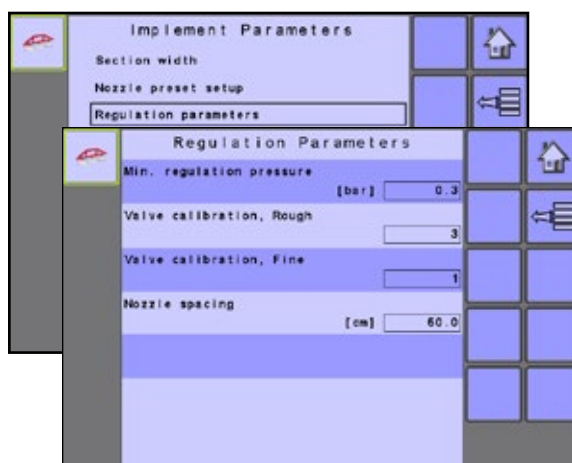 Implement Parameters
Section width
Nozzle preset setup
Regulation parameters
Regulation Parameters
Min. regulation pressure
[bar] 0.3
Valve calibration, Rough
3
Valve calibration, Fine
1
Nozzle spacing
[cm] 50.0